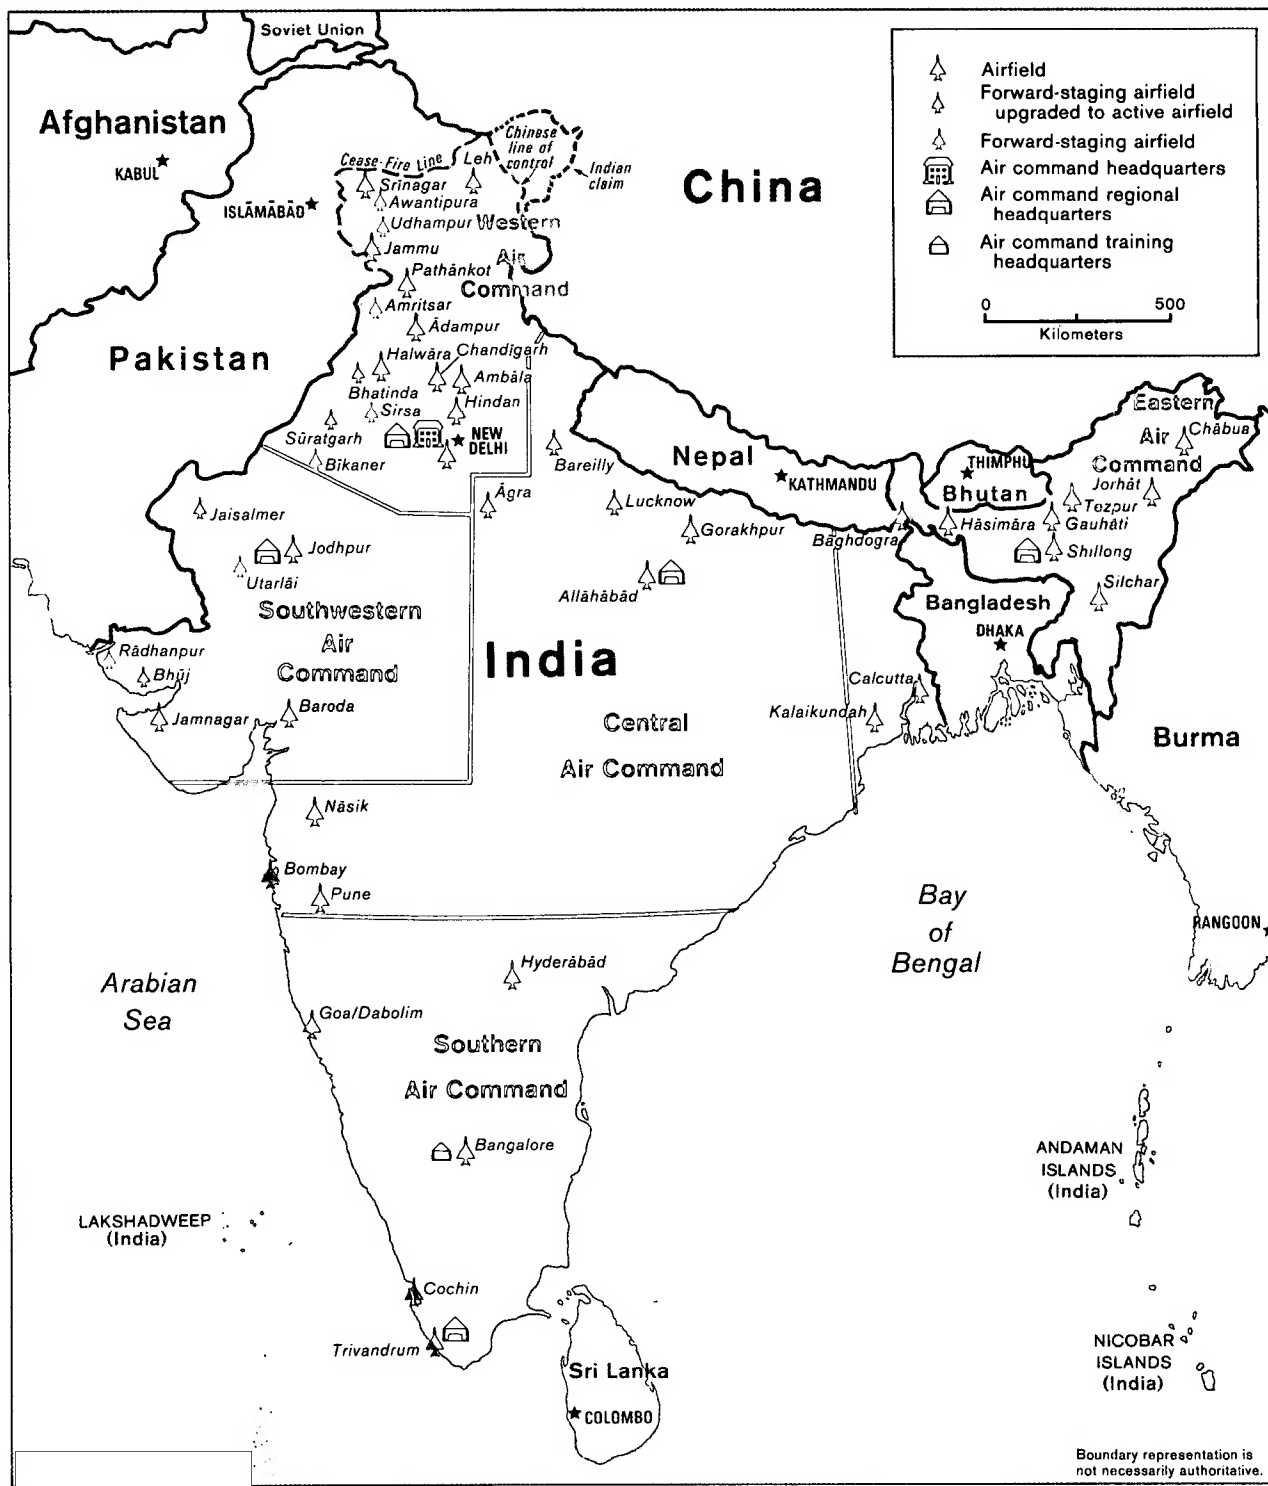 Soviet Union
Airfield
Forward-staging airfield
upgraded to active airfield
Forward-staging airfield
Air command headquarters
Air command regional
headquarters
Air command training
headquarters
0
500
Kilometers
Afghanistan
KABUL
Cease-Fire Line
Leh
Chinese
line of
control
Indian
claim
China
ISLĀMĀBĀD
Srīnagar
Awantipura
Udhampur
Western
Jammu
Air
Pathānkot
Command
Amritsar
Ādampur
Pakistan
Halwāra
Chandīgarh
Bhatinda
Ambāla
Sirsa
Hindan
Sūratgarh
NEW
DELHI
Bīkaner
Bareilly
Nepal
KATHMANDU
THIMPHU
Bhutan
Eastern
Air
Command
Chābua
Jorhāt
Tezpur
Gauhāti
Hāsimāra
Bāghdogra
Shillong
Silchar
Jaisalmer
Āgra
Lucknow
Gorakhpur
Jodhpur
Utarlāi
Allāhābād
Southwestern
Air
Command
Bangladesh
DHAKA
Rādhanpur
Bhūj
India
Calcutta
Jamnagar
Baroda
Central
Air Command
Kalaikundah
Burma
Nāsik
Bombay
Pune
Bay
of
Bengal
RANGOON
Arabian
Sea
Hyderābād
Goa/Dabolim
Southern
Air Command
Bangalore
ANDAMAN
ISLANDS
(India)
LAKSHADWEEP
(India)
Cochin
Trivandrum
NICOBAR
ISLANDS
(India)
Sri Lanka
COLOMBO
Boundary representation is
not necessarily authoritative.